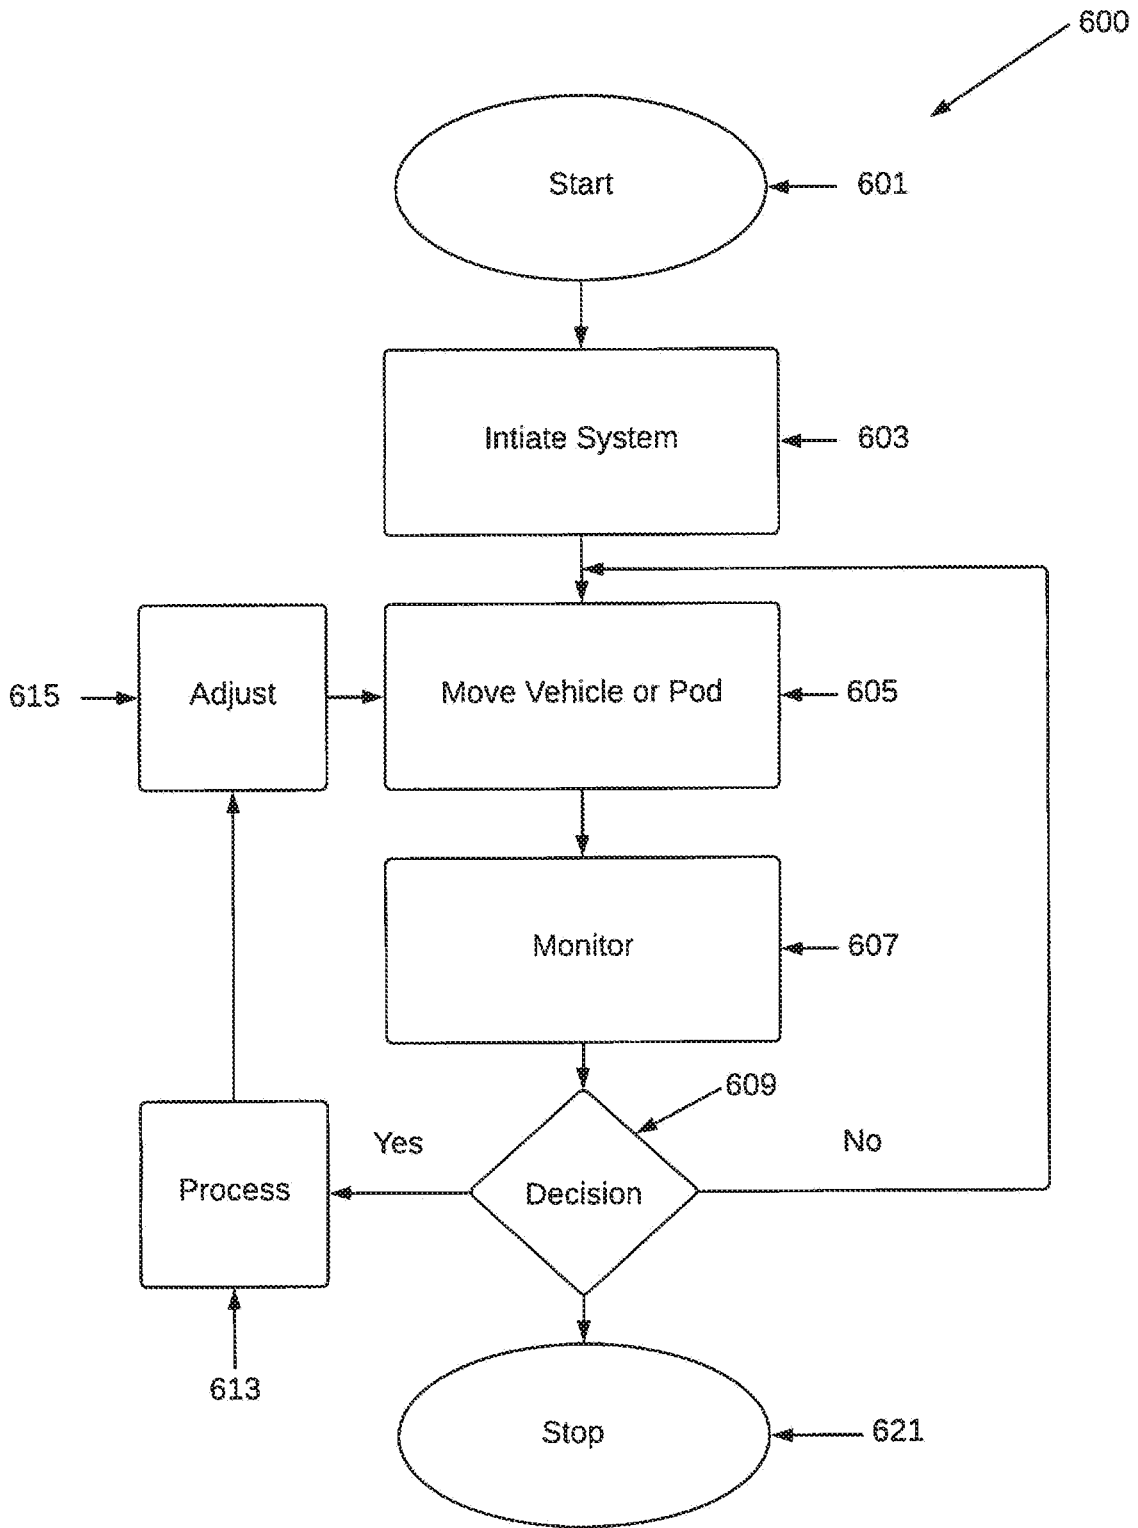 600
Start
601
Intiate System
603
615
Adjust
Move Vehicle or Pod
605
Monitor
607
609
Yes
No
Process
Decision
613
Stop
621